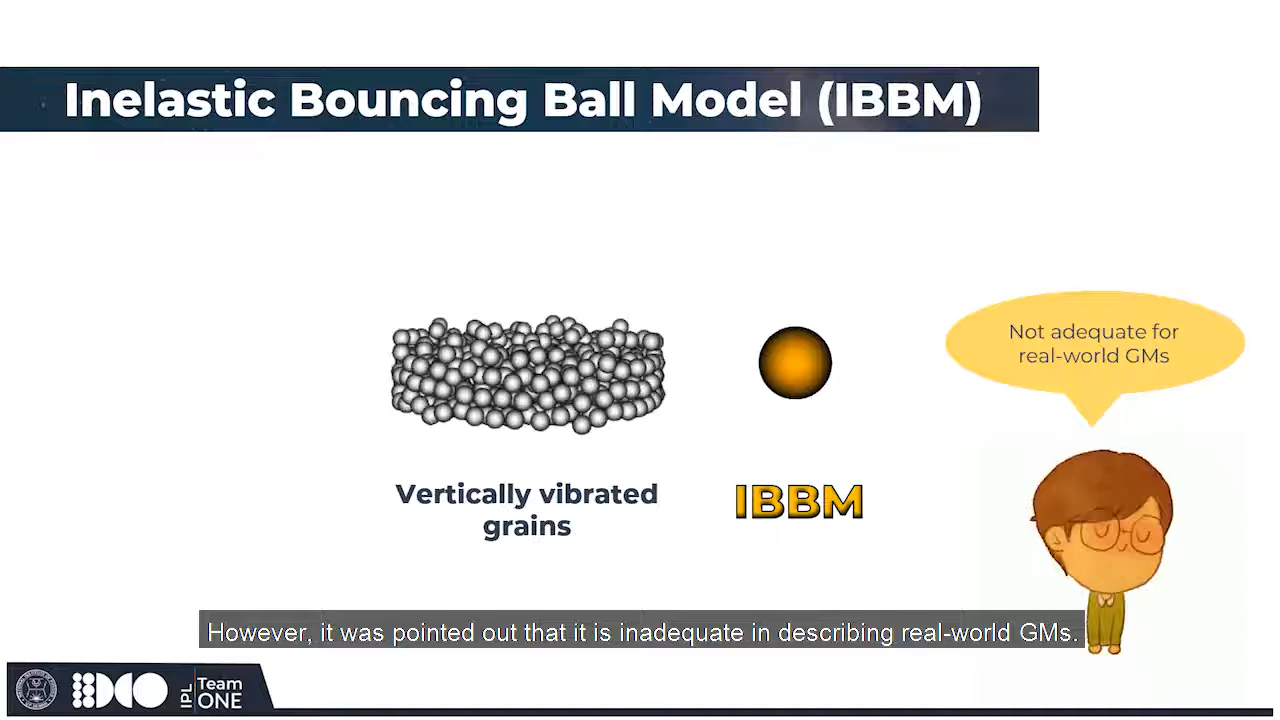 Inelastic Bouncing Ball Model (IBBM)
Not adequate for
real-world GMs
Vertically vibrated
grains
IBBM
However, it was pointed out that it is inadequate in describing real-world GMs.
IPL
Team
ONE